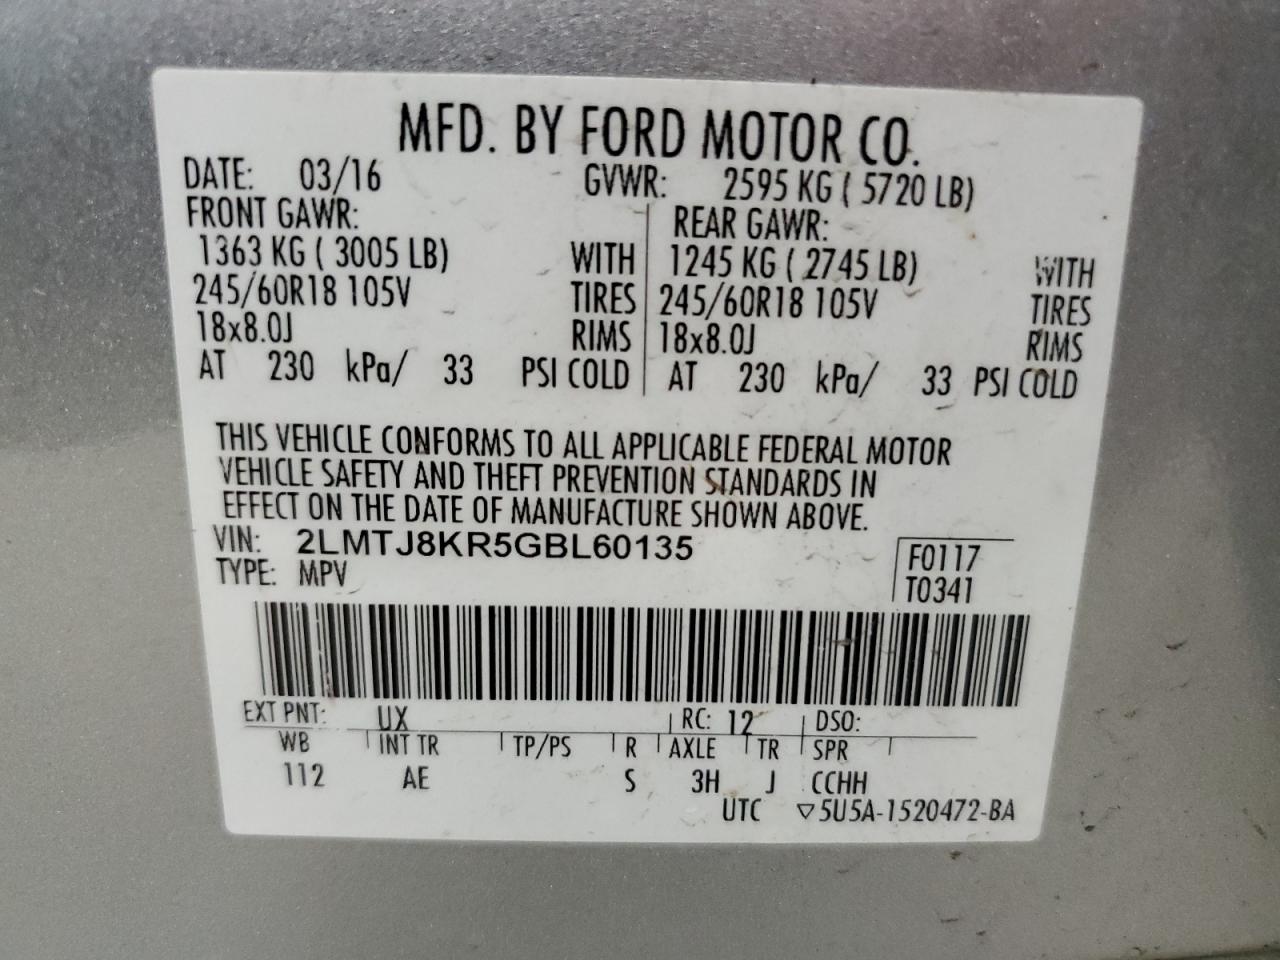 MFD. BY FORD MOTOR CO.
DATE: 03/16 GVWR: 2595 KG ( 5720 LB)
FRONT GAWR: REAR GAWR:
1363 KG ( 3005 LB) WITH 1245 KG ( 2745 LB) WITH
245/60R18 105V TIRES 245/60R18 105V TIRES
18x8.0J RIMS 18x8.0J RIMS
AT 230 kPa/ 33 PSI COLD AT 230 kPa/ 33 PSI COLD
THIS VEHICLE CONFORMS TO ALL APPLICABLE FEDERAL MOTOR
VEHICLE SAFETY AND THEFT PREVENTION STANDARDS IN
EFFECT ON THE DATE OF MANUFACTURE SHOWN ABOVE.
VIN: 2LMTJ8KR5GBL60135 F0117
TYPE: MPV T0341
EXT PNT: UX RC: 12 DSO:
WB INT TR TP/PS R AXLE TR SPR
112 AE S 3H J CCHH
UTC ▽5U5A-1520472-BA